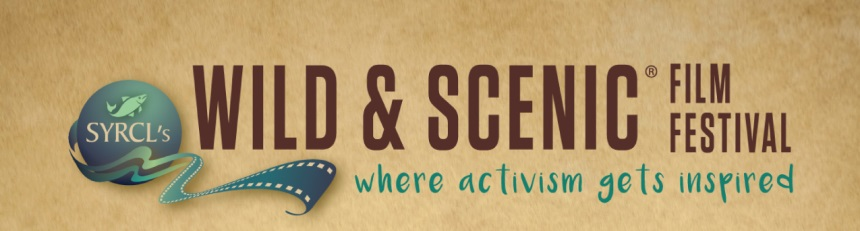 SYRCL's
WILD & SCENIC®
FILM
FESTIVAL
where activism gets inspired